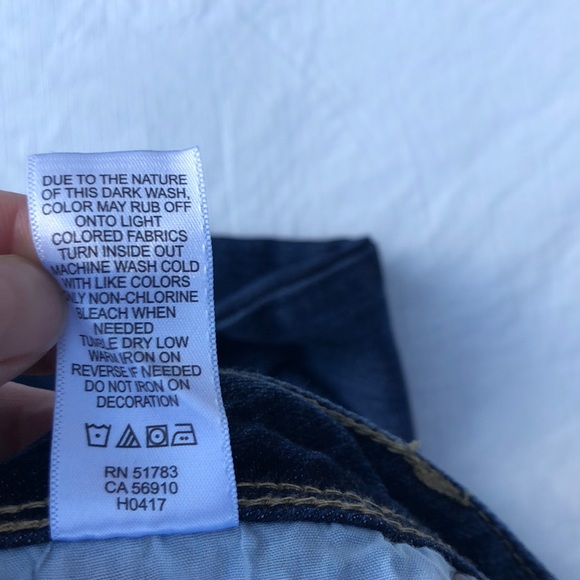 DUE TO THE NATURE
OF THIS DARK WASH,
COLOR MAY RUB OFF
ONTO LIGHT
COLORED FABRICS
TURN INSIDE OUT
MACHINE WASH COLD
WITH LIKE COLORS
ONLY NON-CHLORINE
BLEACH WHEN
NEEDED
TUMBLE DRY LOW
WARM IRON ON
REVERSE IF NEEDED
DO NOT IRON ON
DECORATION
RN 51783
CA 56910
H0417